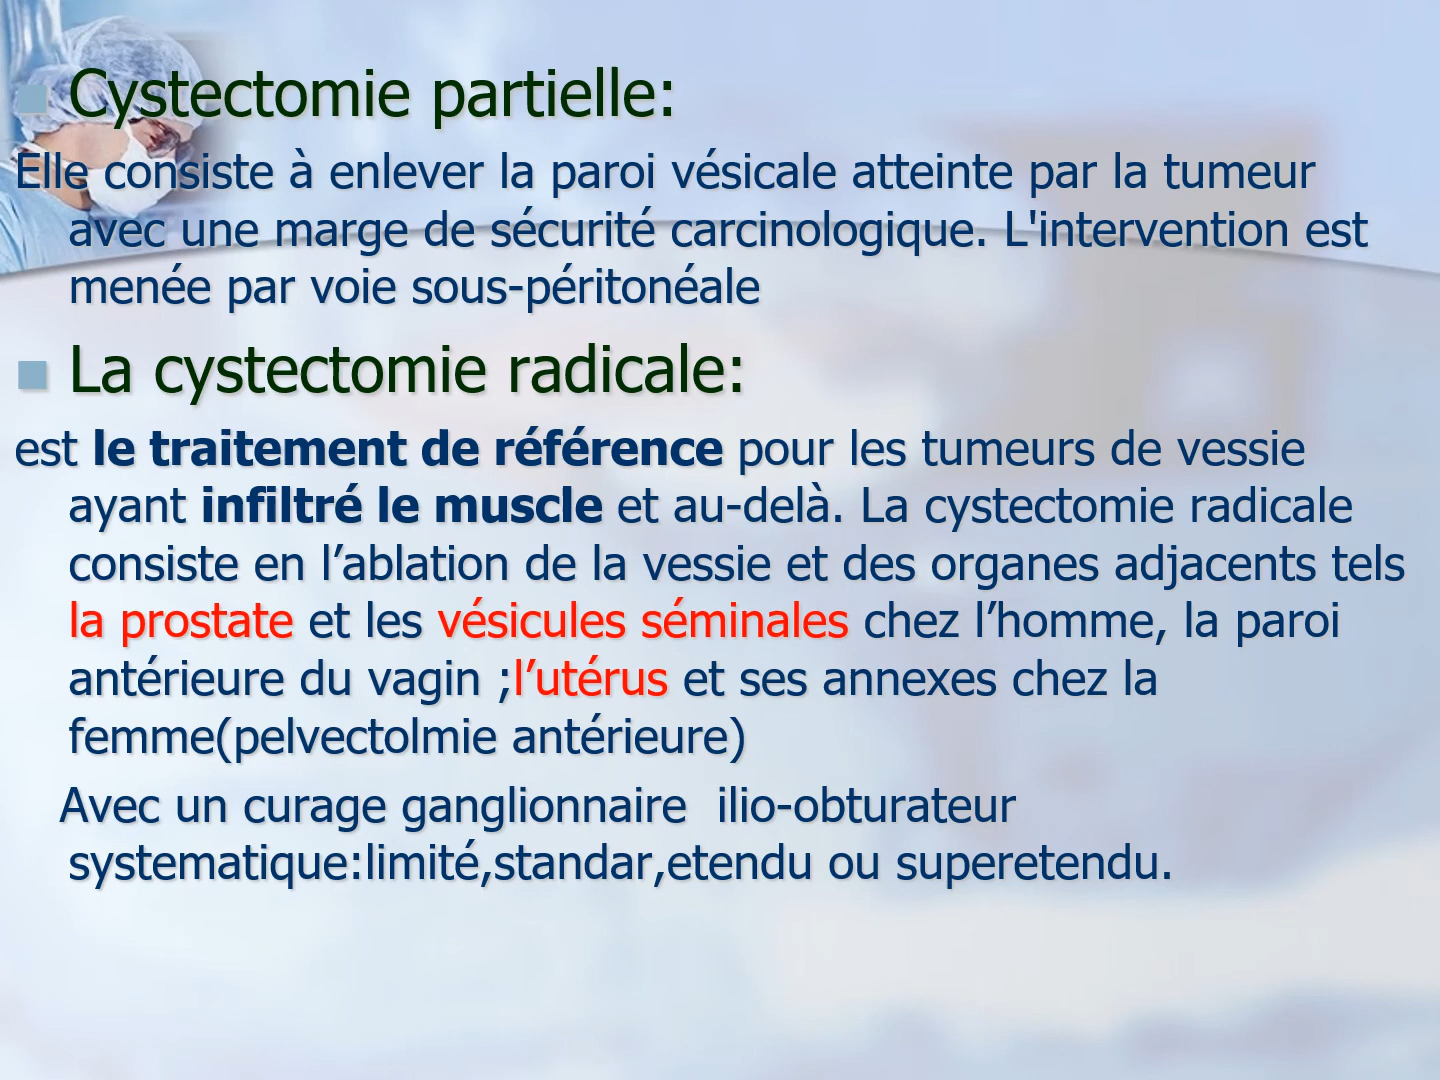 Cystectomie partielle:
Elle consiste à enlever la paroi vésicale atteinte par la tumeur
avec une marge de sécurité carcinologique. L'intervention est
menée par voie sous-péritonéale
La cystectomie radicale:
est le traitement de référence pour les tumeurs de vessie
ayant infiltré le muscle et au-delà. La cystectomie radicale
consiste en l’ablation de la vessie et des organes adjacents tels
la prostate et les vésicules séminales chez l’homme, la paroi
antérieure du vagin ;l’utérus et ses annexes chez la
femme(pelvectolmie antérieure)
Avec un curage ganglionnaire  ilio-obturateur
systematique:limité,standar,etendu ou superetendu.